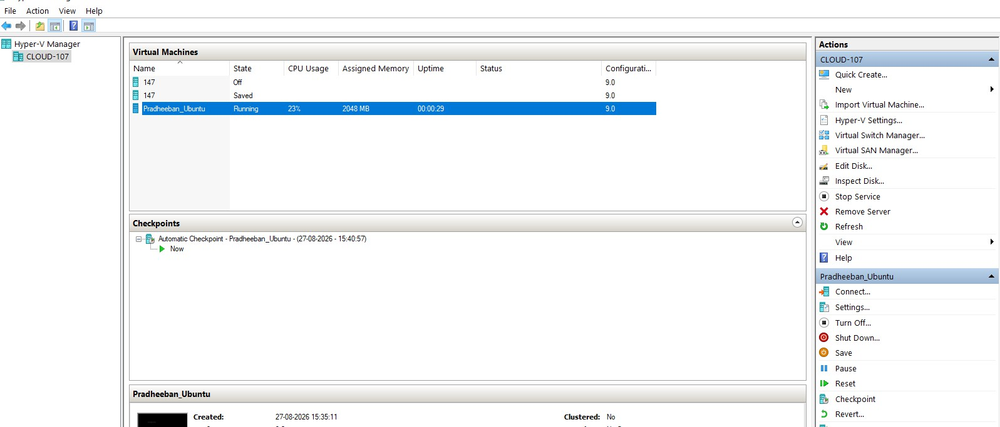 File Action View Help
Hyper-V Manager
CLOUD-107
Virtual Machines
Name State CPU Usage Assigned Memory Uptime Status Configurati...
147 Off 9.0
147 Saved 9.0
Pradheeban_Ubuntu Running 23% 2048 MB 00:00:29 9.0
Checkpoints
Automatic Checkpoint - Pradheeban_Ubuntu - (27-08-2026 - 15:40:57)
Now
Pradheeban_Ubuntu
Created: 27-08-2026 15:35:11 Clustered: No
Actions
CLOUD-107
Quick Create...
New
Import Virtual Machine...
Hyper-V Settings...
Virtual Switch Manager...
Virtual SAN Manager...
Edit Disk...
Inspect Disk...
Stop Service
Remove Server
Refresh
View
Help
Pradheeban_Ubuntu
Connect...
Settings...
Turn Off...
Shut Down...
Save
Pause
Reset
Checkpoint
Revert...